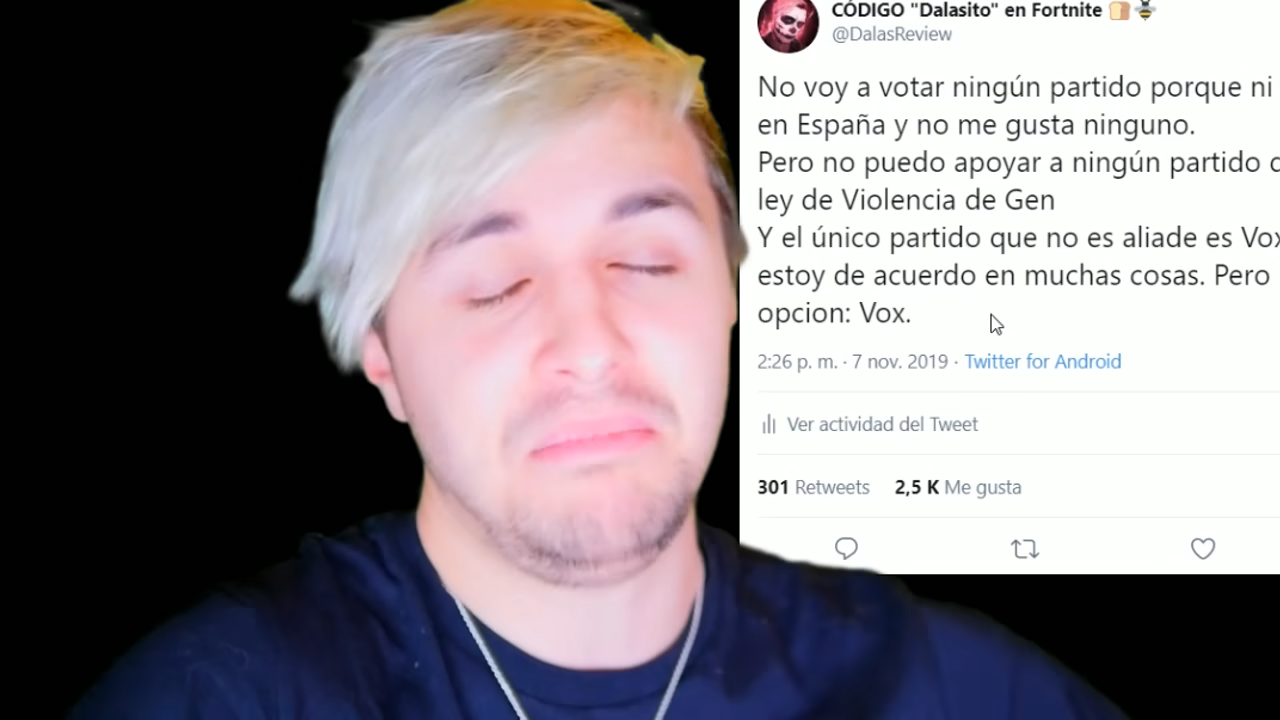 CÓDIGO "Dalasito" en Fortnite 🍞🐝
@DalasReview
No voy a votar ningún partido porque ni
en España y no me gusta ninguno.
Pero no puedo apoyar a ningún partido
ley de Violencia de Gen
Y el único partido que no es aliade es Vox
estoy de acuerdo en muchas cosas. Pero
opcion: Vox.
2:26 p. m. · 7 nov. 2019 · Twitter for Android
Ver actividad del Tweet
301 Retweets 2,5 K Me gusta